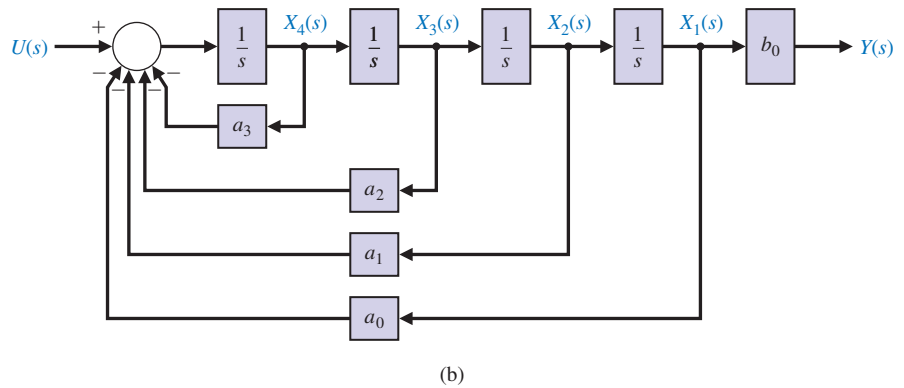 U(s)
+
−
−
−
−
1
s
X4(s)
1
s
X3(s)
1
s
X2(s)
1
s
X1(s)
b0
Y(s)
a3
a2
a1
a0
(b)